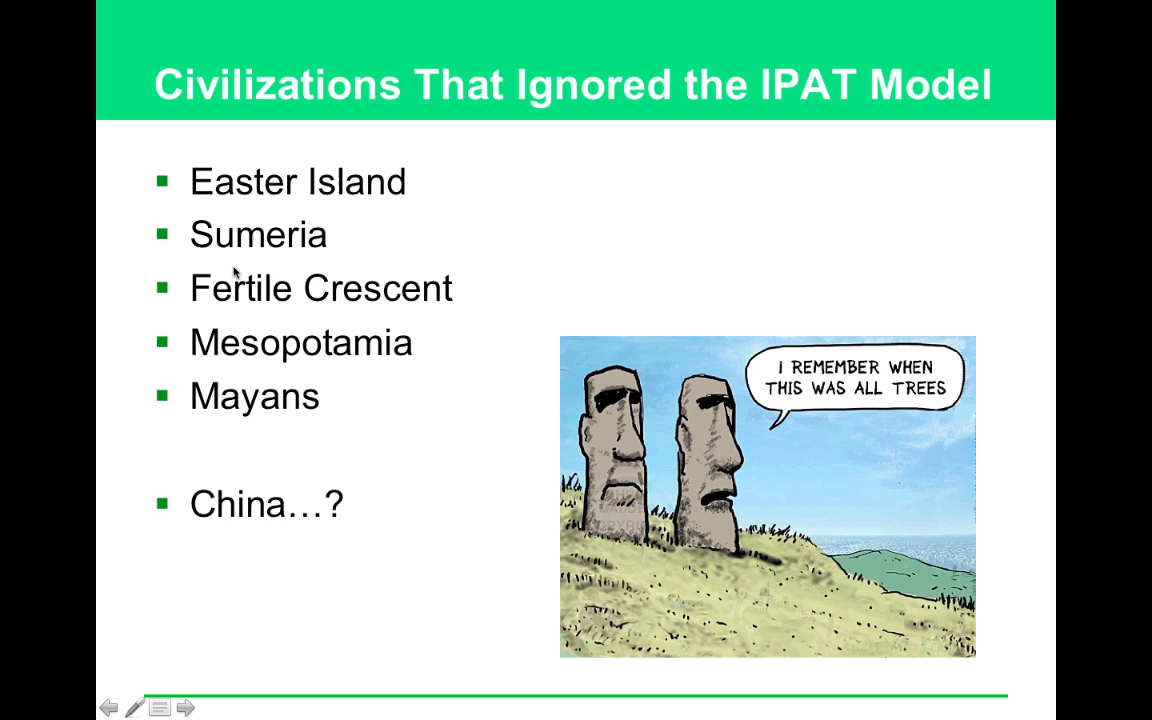 Civilizations That Ignored the IPAT Model
Easter Island
Sumeria
Fertile Crescent
Mesopotamia
Mayans
China…?
I REMEMBER WHEN
THIS WAS ALL TREES